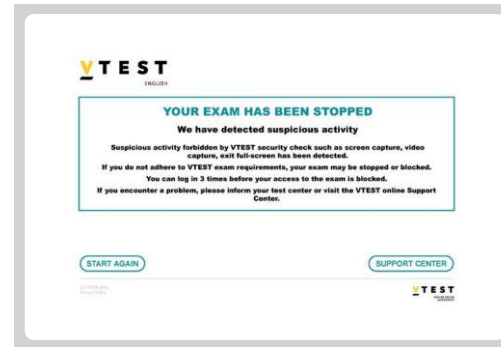 VTEST
ENGLISH
YOUR EXAM HAS BEEN STOPPED
We have detected suspicious activity
Suspicious activity forbidden by VTEST security check such as screen capture, video
capture, exit full-screen has been detected.
If you do not adhere to VTEST exam requirements, your exam may be stopped or blocked.
You can log in 3 times before your access to the exam is blocked.
If you encounter a problem, please inform your test center or visit the VTEST online Support
Center.
START AGAIN
SUPPORT CENTER
VTEST